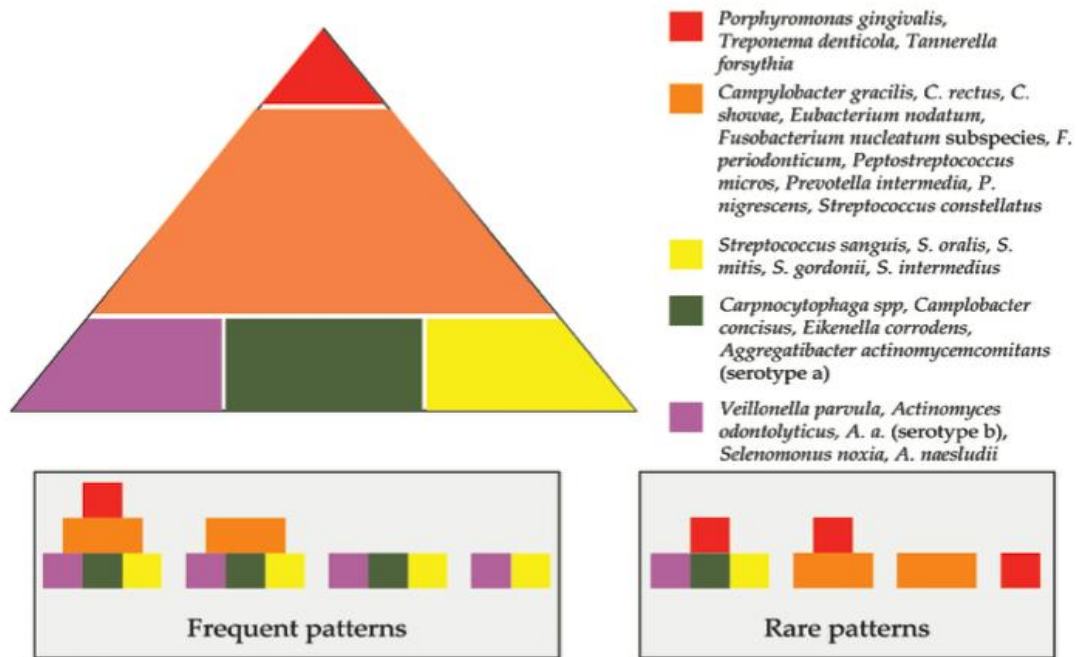 Porphyromonas gingivalis,
Treponema denticola, Tannerella
forsythia
Campylobacter gracilis, C. rectus, C.
showae, Eubacterium nodatum,
Fusobacterium nucleatum subspecies, F.
periodonticum, Peptostreptococcus
micros, Prevotella intermedia, P.
nigrescens, Streptococcus constellatus
Streptococcus sanguis, S. oralis, S.
mitis, S. gordonii, S. intermedius
Carpnocytophaga spp, Camplobacter
concisus, Eikenella corrodens,
Aggregatibacter actinomycemcomitans
(serotype a)
Veillonella parvula, Actinomyces
odontolyticus, A. a. (serotype b),
Selenomonus noxia, A. naesludii
Frequent patterns
Rare patterns